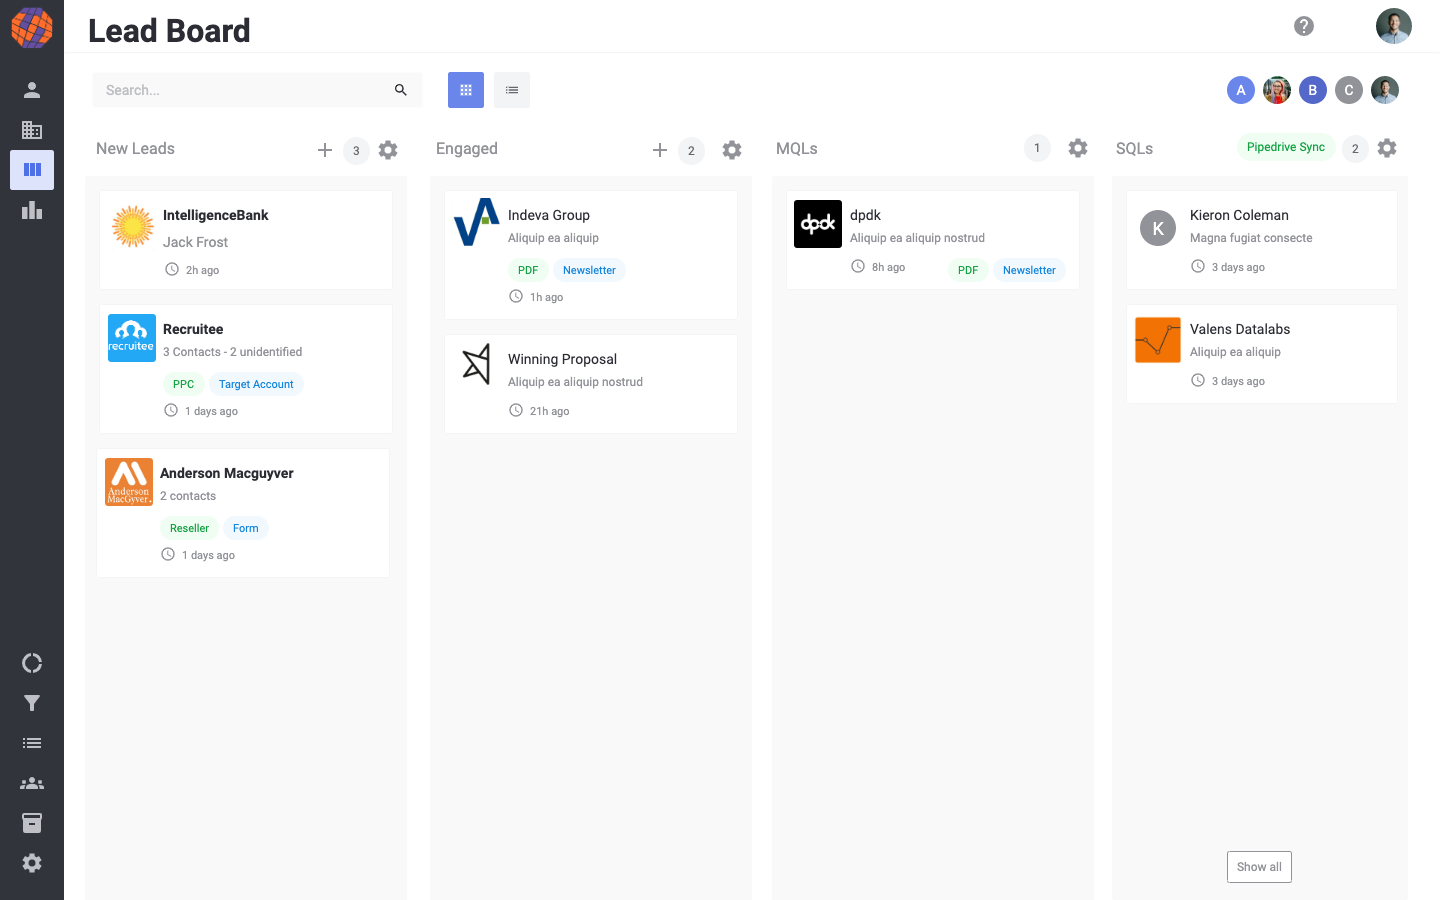 Lead Board
Search...
A
B
C
New Leads
3
IntelligenceBank
Jack Frost
2h ago
recruitee
Recruitee
3 Contacts - 2 unidentified
PPC
Target Account
1 days ago
Anderson
MacGyver.
Anderson Macguyver
2 contacts
Reseller
Form
1 days ago
Engaged
2
Indeva Group
Aliquip ea aliquip
PDF
Newsletter
1h ago
Winning Proposal
Aliquip ea aliquip nostrud
21h ago
MQLs
1
dpdk
dpdk
Aliquip ea aliquip nostrud
8h ago
PDF
Newsletter
SQLs
Pipedrive Sync
2
K
Kieron Coleman
Magna fugiat consecte
3 days ago
Valens Datalabs
Aliquip ea aliquip
3 days ago
Show all